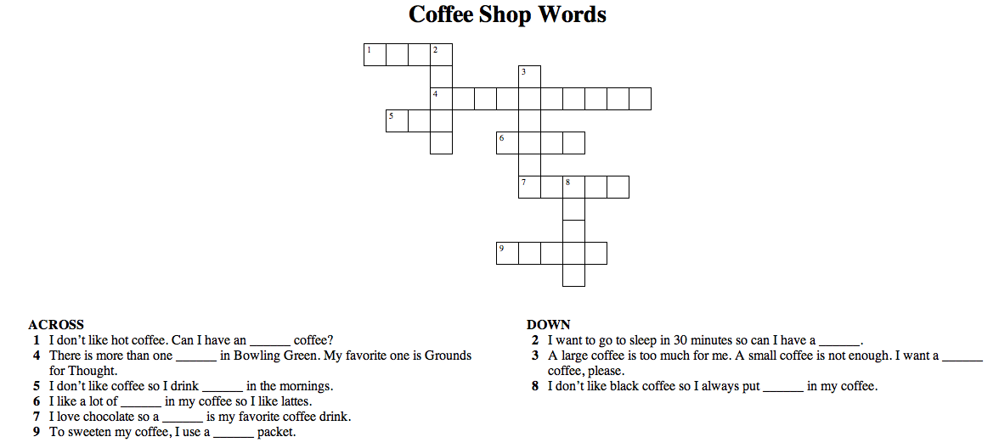 Coffee Shop Words
1 2
3
4
5
6
7 8
9
ACROSS
1 I don't like hot coffee. Can I have an ______ coffee?
4 There is more than one ______ in Bowling Green. My favorite one is Grounds
for Thought.
5 I don't like coffee so I drink ______ in the mornings.
6 I like a lot of ______ in my coffee so I like lattes.
7 I love chocolate so a ______ is my favorite coffee drink.
9 To sweeten my coffee, I use a ______ packet.
DOWN
2 I want to go to sleep in 30 minutes so can I have a ______.
3 A large coffee is too much for me. A small coffee is not enough. I want a ______
coffee, please.
8 I don't like black coffee so I always put ______ in my coffee.